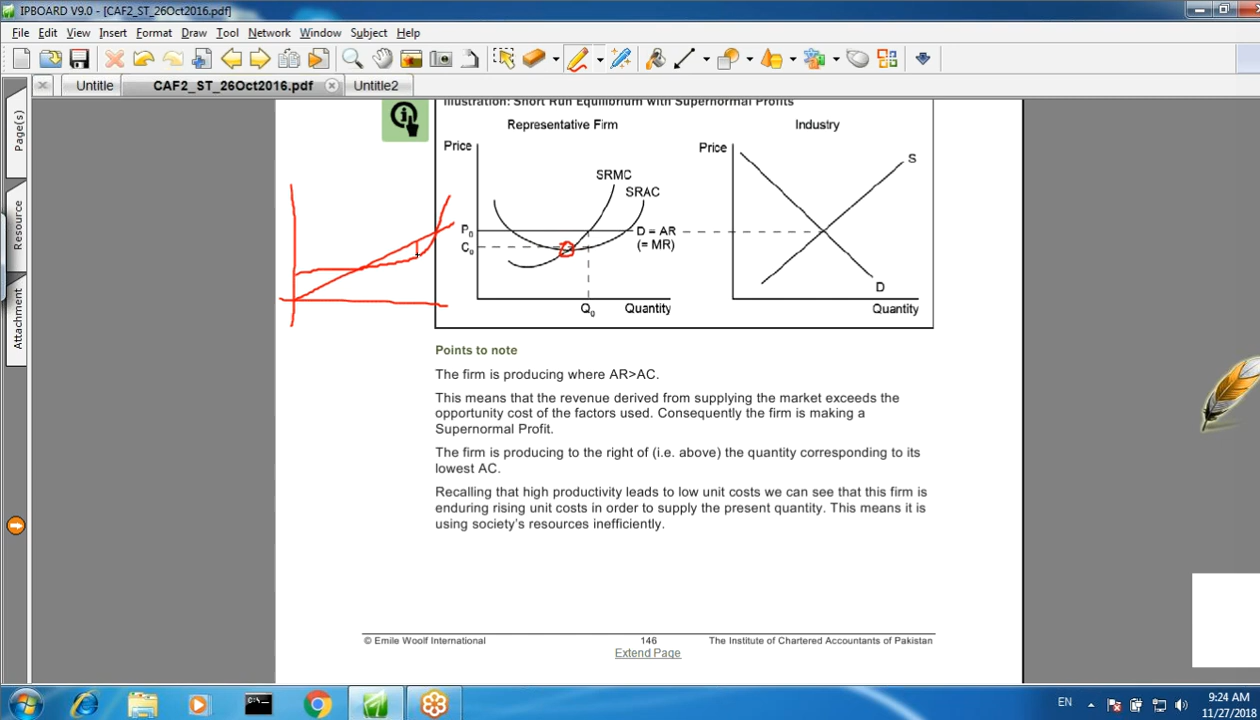 IPBOARD V9.0 - [CAF2_ST_26Oct2016.pdf]
File Edit View Insert Format Draw Tool Network Window Subject Help
Untitle CAF2_ST_26Oct2016.pdf Untitle2
Page(s)
Resource
Attachment
Illustration: Short Run Equilibrium with Supernormal Profits
Representative Firm
Industry
Price
SRMC
SRAC
P0
C0
D = AR
(= MR)
Q0
Quantity
Price
S
D
Quantity
Points to note
The firm is producing where AR>AC.
This means that the revenue derived from supplying the market exceeds the
opportunity cost of the factors used. Consequently the firm is making a
Supernormal Profit.
The firm is producing to the right of (i.e. above) the quantity corresponding to its
lowest AC.
Recalling that high productivity leads to low unit costs we can see that this firm is
enduring rising unit costs in order to supply the present quantity. This means it is
using society's resources inefficiently.
© Emile Woolf International 146 The Institute of Chartered Accountants of Pakistan
Extend Page
EN 9:24 AM
11/27/2018